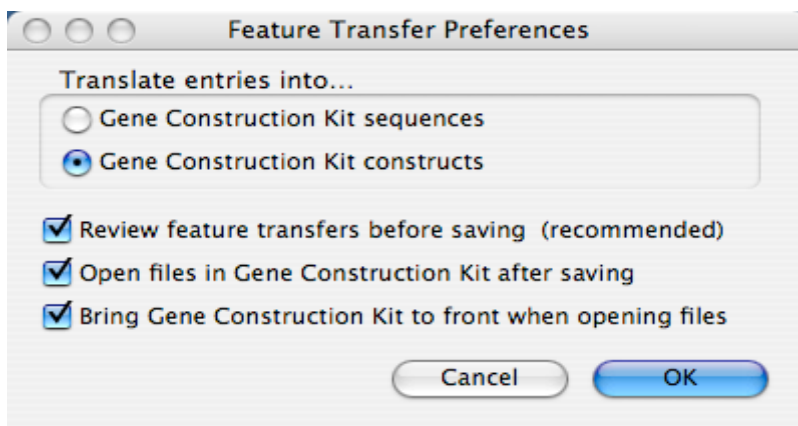 Feature Transfer Preferences
Translate entries into...
Gene Construction Kit sequences
Gene Construction Kit constructs
Review feature transfers before saving (recommended)
Open files in Gene Construction Kit after saving
Bring Gene Construction Kit to front when opening files
Cancel OK